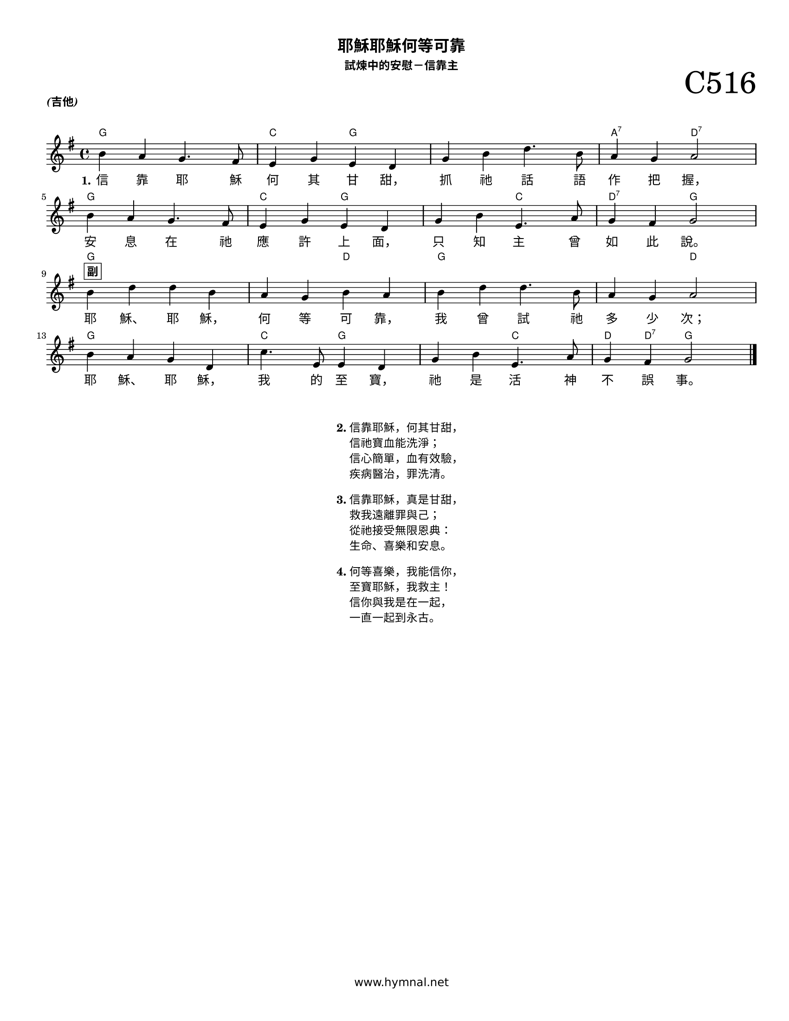 耶穌耶穌何等可靠
試煉中的安慰－信靠主
C516
(吉他)
G C G A7 D7
1. 信 靠 耶 穌 何 其 甘 甜， 抓 祂 話 語 作 把 握，
5 G C G C D7 G
安 息 在 祂 應 許 上 面， 只 知 主 曾 如 此 說。
G D G D
9 副
耶 穌、 耶 穌， 何 等 可 靠， 我 曾 試 祂 多 少 次；
13 G C G C D D7 G
耶 穌、 耶 穌， 我 的 至 寶， 祂 是 活 神 不 誤 事。
2. 信靠耶穌，何其甘甜，
信祂寶血能洗淨；
信心簡單，血有效驗，
疾病醫治，罪洗清。
3. 信靠耶穌，真是甘甜，
救我遠離罪與己；
從祂接受無限恩典：
生命、喜樂和安息。
4. 何等喜樂，我能信你，
至寶耶穌，我救主！
信你與我是在一起，
一直一起到永古。
www.hymnal.net